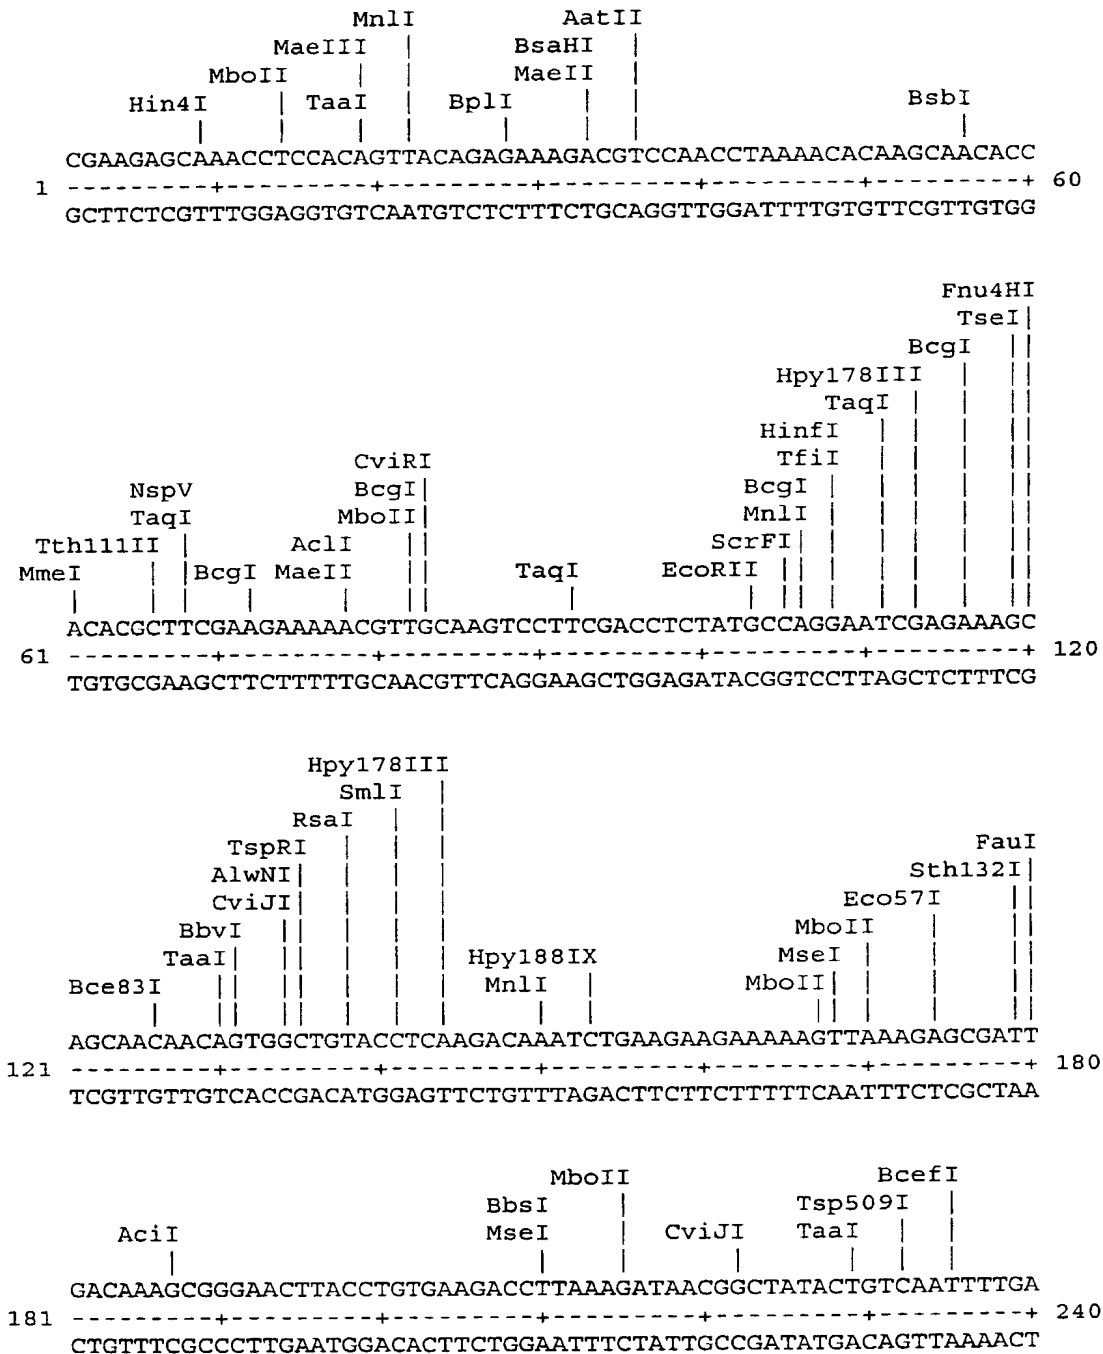 MnlI AatII
MaeIII BsaHI
MboII MaeII
Hin4I TaaI BplI BsbI
CGAAGAGCAAACCTCCACAGTTACAGAGAAAGACGTCCAACCTAAAACACAAGCAACACC
1 ---------+---------+---------+---------+---------+---------+ 60
GCTTCTCGTTTGGAGGTGTCAATGTCTCTTTCTGCAGGTTGGATTTTGTGTTCGTTGTGG
Fnu4HI
TseI
BcgI
Hpy178III
TaqI
HinfI
CviRI TfiI
NspV BcgI BcgI
TaqI MboII MnlI
Tth111II AclI ScrFI
MmeI BcgI MaeII TaqI EcoRII
ACACGCTTCGAAGAAAAACGTTGCAAGTCCTTCGACCTCTATGCCAGGAATCGAGAAAGC
61 ---------+---------+---------+---------+---------+---------+ 120
TGTGCGAAGCTTCTTTTTGCAACGTTCAGGAAGCTGGAGATACGGTCCTTAGCTCTTTCG
Hpy178III
SmlI
RsaI
TspRI FauI
AlwNI Sth132I
CviJI Eco57I
BbvI MboII
TaaI Hpy188IX MseI
Bce83I MnlI MboII
AGCAACAACAGTGGCTGTACCTCAAGACAAATCTGAAGAAGAAAAAGTTAAAGAGCGATT
121 ---------+---------+---------+---------+---------+---------+ 180
TCGTTGTTGTCACCGACATGGAGTTCTGTTTAGACTTCTTCTTTTTCAATTTCTCGCTAA
MboII BcefI
BbsI Tsp509I
AciI MseI CviJI TaaI
GACAAAGCGGGAACTTACCTGTGAAGACCTTAAAGATAACGGCTATACTGTCAATTTTGA
181 ---------+---------+---------+---------+---------+---------+ 240
CTGTTTCGCCCTTGAATGGACACTTCTGGAATTTCTATTGCCGATATGACAGTTAAAACT